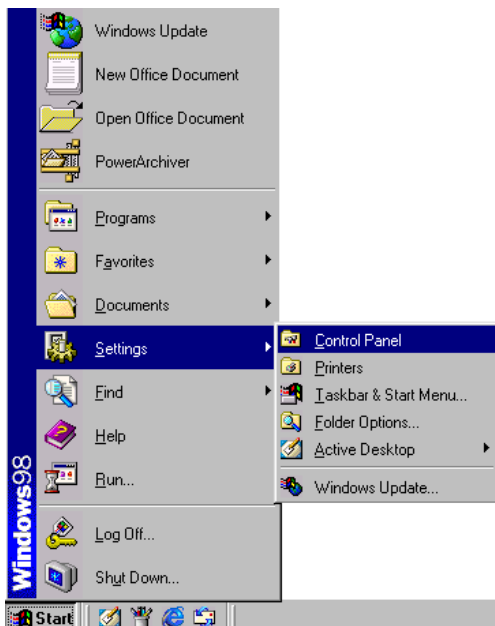 Windows Update
New Office Document
Open Office Document
PowerArchiver
Programs
Favorites
Documents
Settings
Find
Help
Run...
Log Off...
Shut Down...
Control Panel
Printers
Taskbar & Start Menu...
Folder Options...
Active Desktop
Windows Update...
Windows98
Start